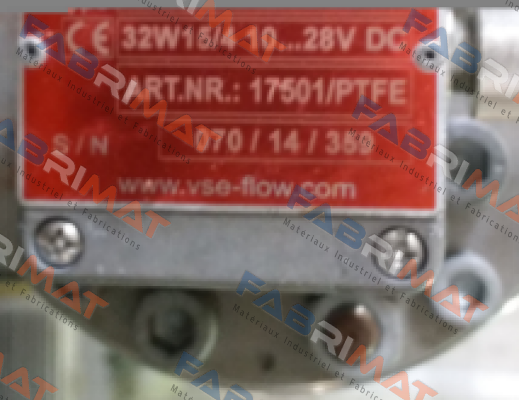 CE 32W15/4 10...28V DC
ART.NR.: 17501/PTFE
S/N 070 / 14 / 359
www.vse-flow.com
FABRIMAT
Matériaux Industriel et Fabrications